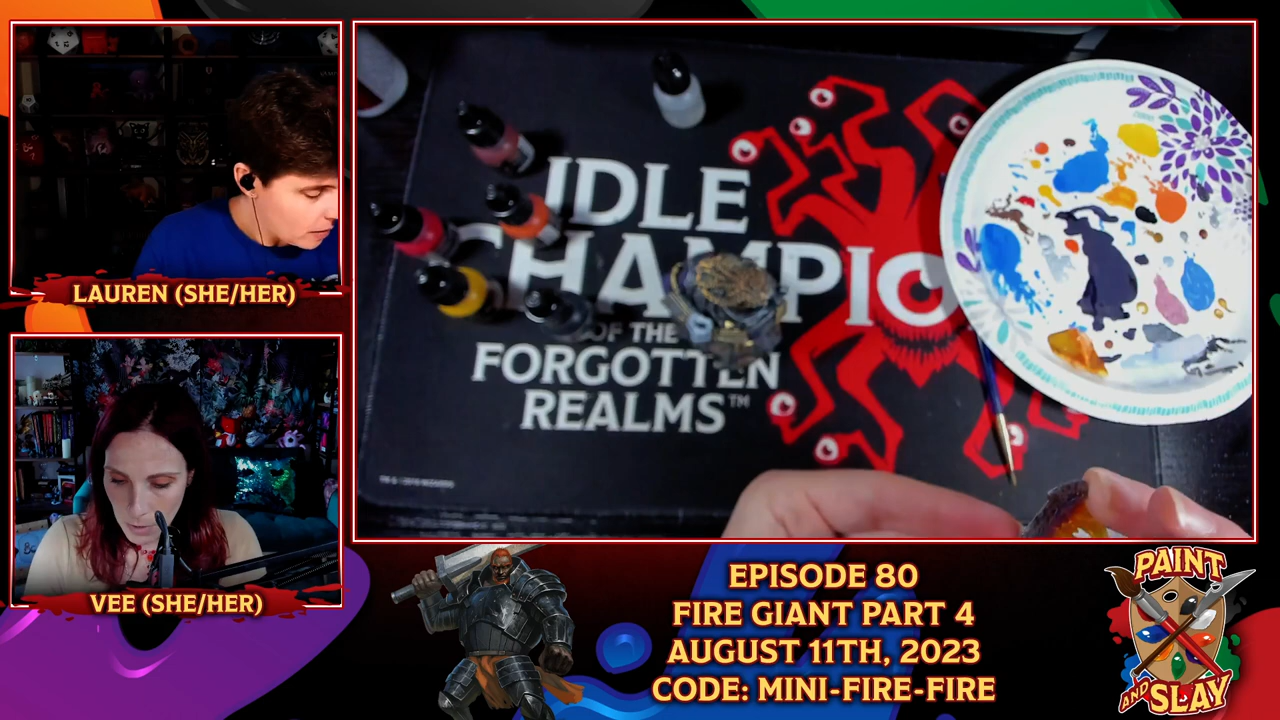 LAUREN (SHE/HER)
VEE (SHE/HER)
IDLE
CHAMPIO
OF THE
FORGOTTEN
REALMS™
EPISODE 80
FIRE GIANT PART 4
AUGUST 11TH, 2023
CODE: MINI-FIRE-FIRE
PAINT
AND SLAY